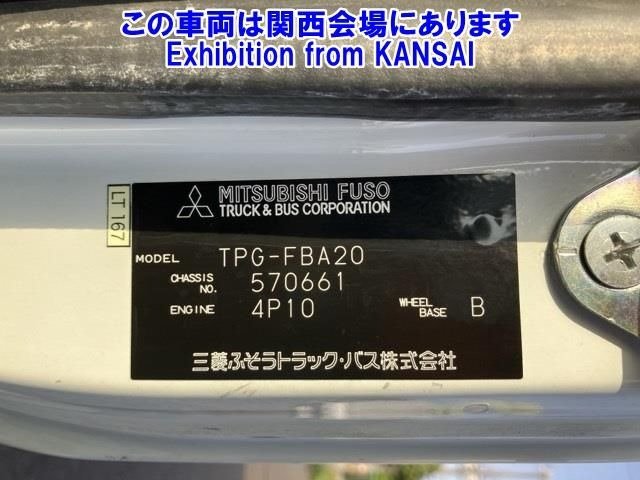 この車両は関西会場にあります
Exhibition from KANSAI
LT 167
MITSUBISHI FUSO
TRUCK & BUS CORPORATION
MODEL TPG-FBA20
CHASSIS NO. 570661
ENGINE 4P10 WHEEL BASE B
三菱ふそうトラック・バス株式会社